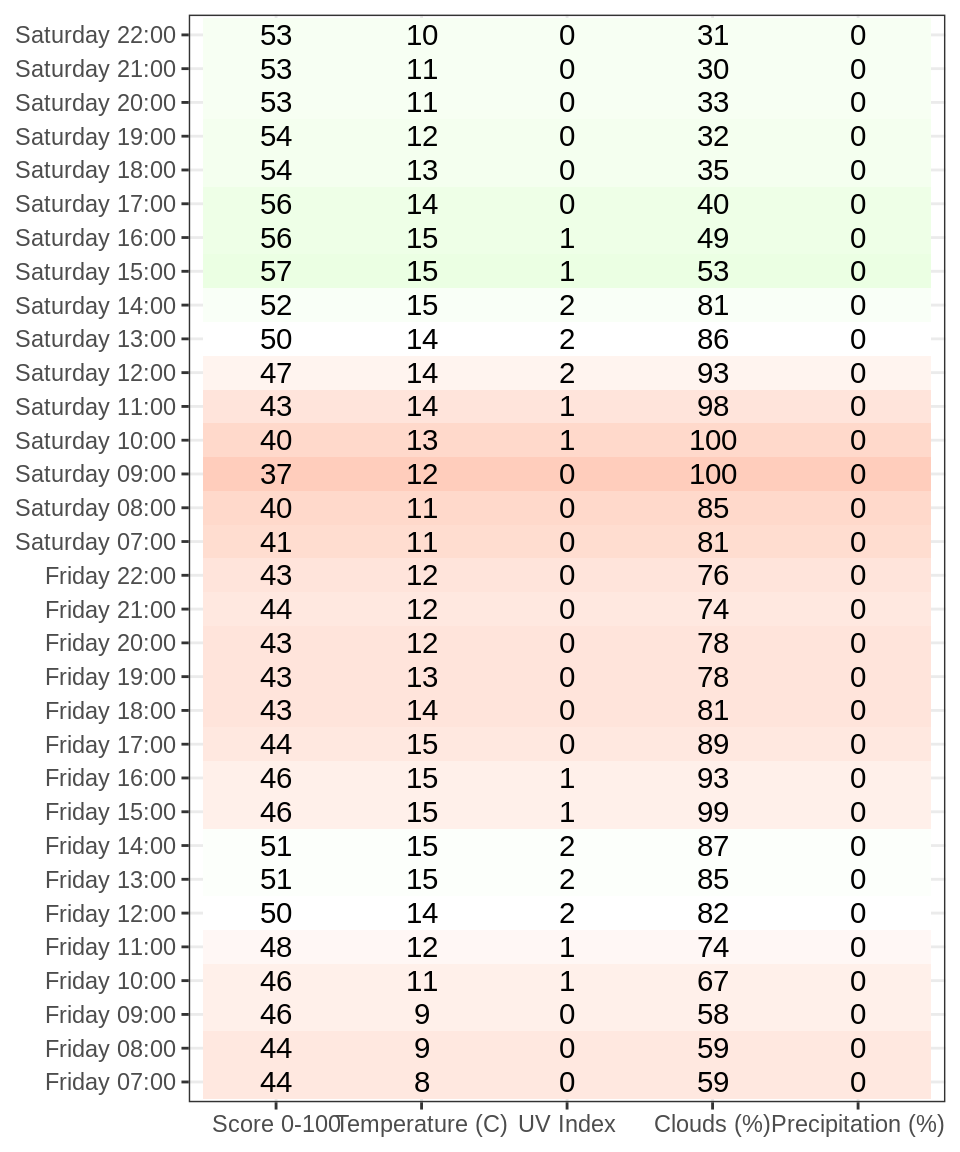 Saturday 22:00 53 10 0 31 0
Saturday 21:00 53 11 0 30 0
Saturday 20:00 53 11 0 33 0
Saturday 19:00 54 12 0 32 0
Saturday 18:00 54 13 0 35 0
Saturday 17:00 56 14 0 40 0
Saturday 16:00 56 15 1 49 0
Saturday 15:00 57 15 1 53 0
Saturday 14:00 52 15 2 81 0
Saturday 13:00 50 14 2 86 0
Saturday 12:00 47 14 2 93 0
Saturday 11:00 43 14 1 98 0
Saturday 10:00 40 13 1 100 0
Saturday 09:00 37 12 0 100 0
Saturday 08:00 40 11 0 85 0
Saturday 07:00 41 11 0 81 0
Friday 22:00 43 12 0 76 0
Friday 21:00 44 12 0 74 0
Friday 20:00 43 12 0 78 0
Friday 19:00 43 13 0 78 0
Friday 18:00 43 14 0 81 0
Friday 17:00 44 15 0 89 0
Friday 16:00 46 15 1 93 0
Friday 15:00 46 15 1 99 0
Friday 14:00 51 15 2 87 0
Friday 13:00 51 15 2 85 0
Friday 12:00 50 14 2 82 0
Friday 11:00 48 12 1 74 0
Friday 10:00 46 11 1 67 0
Friday 09:00 46 9 0 58 0
Friday 08:00 44 9 0 59 0
Friday 07:00 44 8 0 59 0
Score 0-100 Temperature (C) UV Index Clouds (%) Precipitation (%)